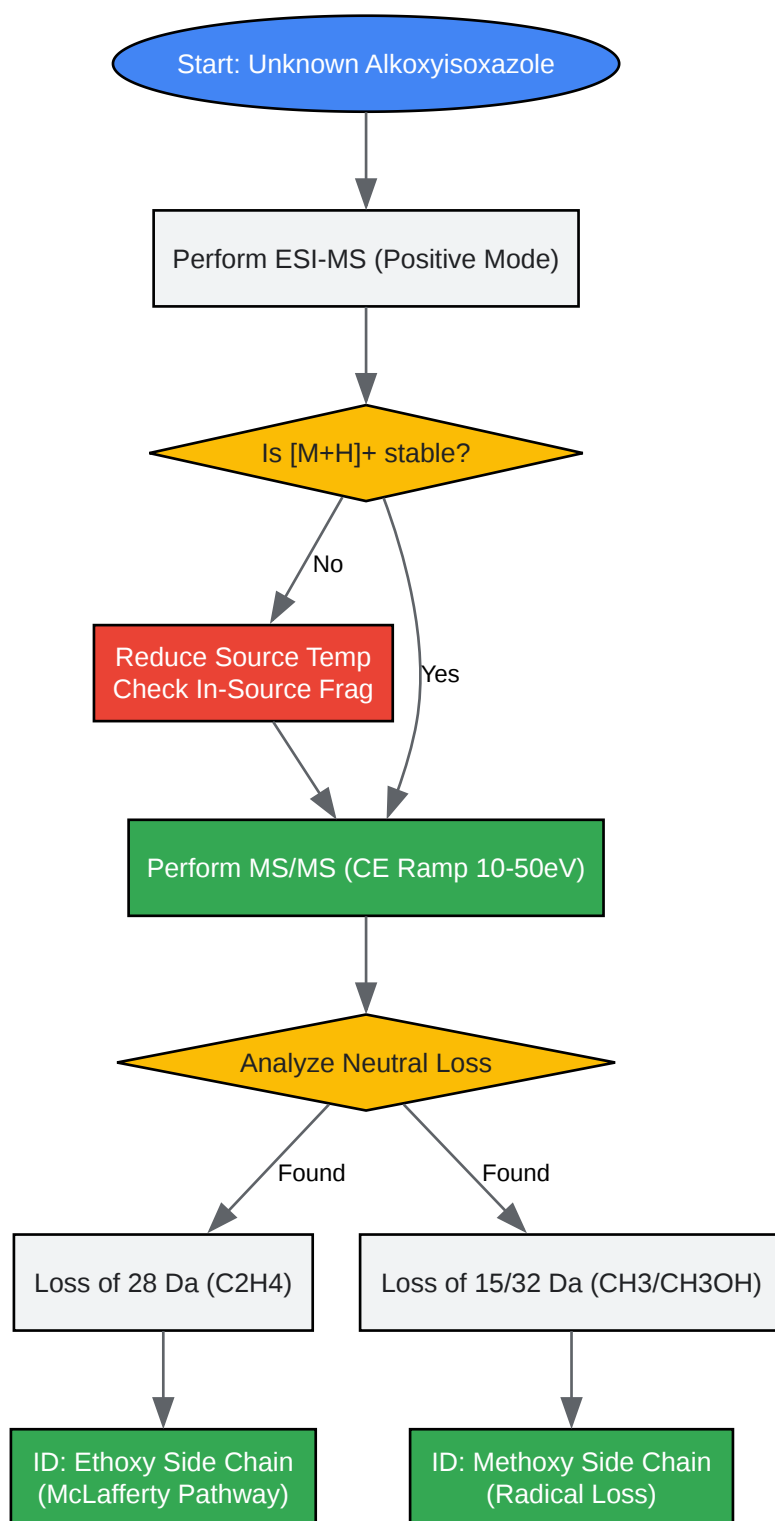 Start: Unknown Alkoxyisoxazole
Perform ESI-MS (Positive Mode)
Is [M+H]+ stable?
No
Reduce Source Temp
Check In-Source Frag
Yes
Perform MS/MS (CE Ramp 10-50eV)
Analyze Neutral Loss
Found
Found
Loss of 28 Da (C2H4)
Loss of 15/32 Da (CH3/CH3OH)
ID: Ethoxy Side Chain
(McLafferty Pathway)
ID: Methoxy Side Chain
(Radical Loss)